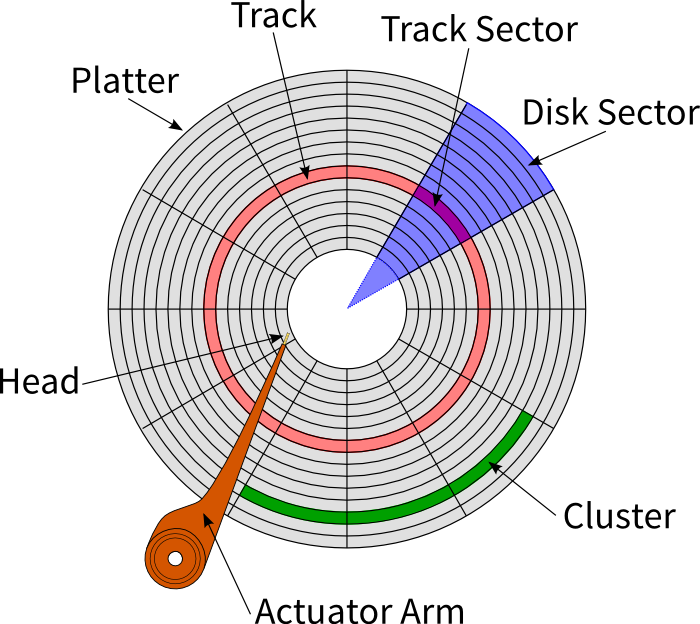 Track
Track Sector
Platter
Disk Sector
Head
Cluster
Actuator Arm